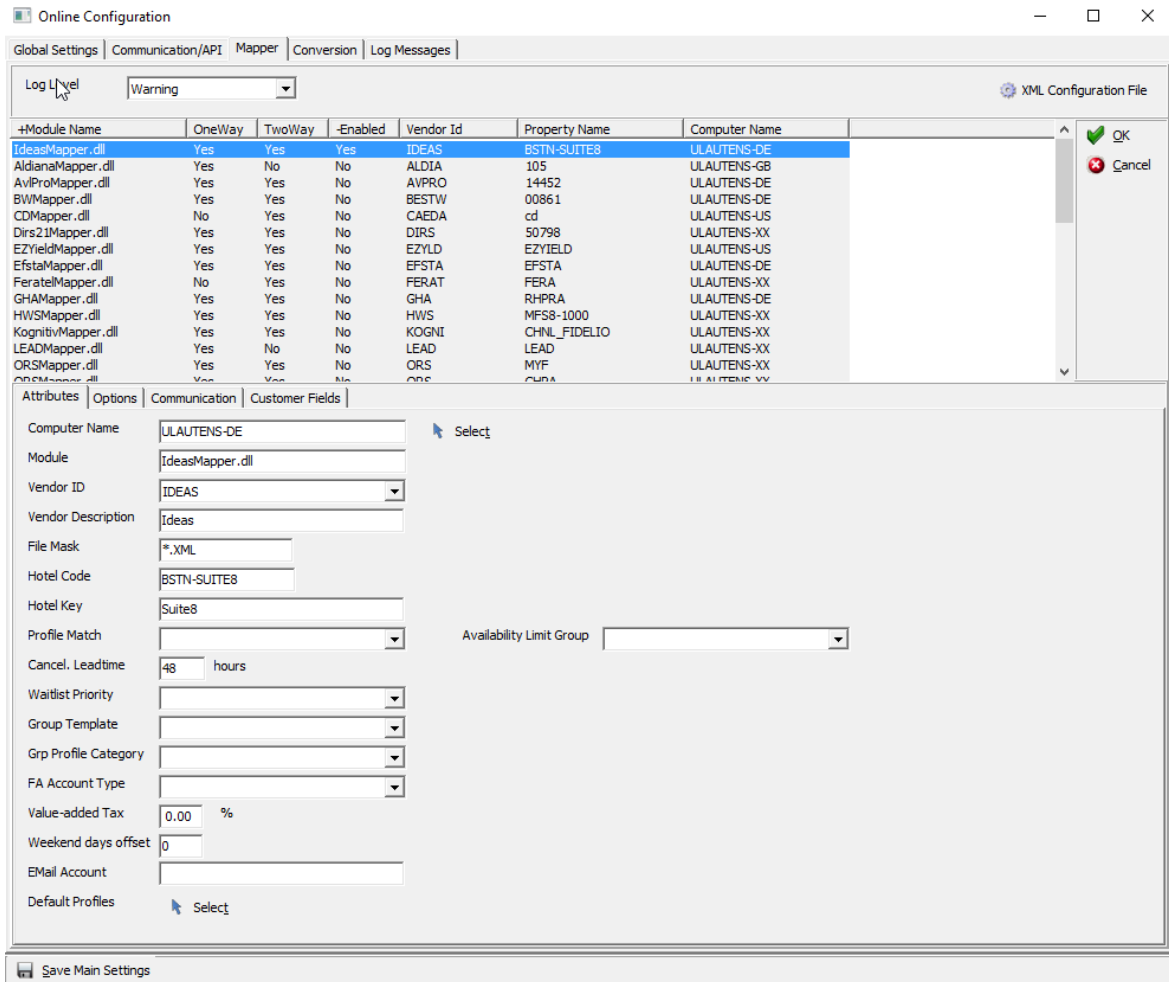 Online Configuration
Global Settings Communication/API Mapper Conversion Log Messages
Log Level Warning XML Configuration File
+Module Name OneWay TwoWay -Enabled Vendor Id Property Name Computer Name
IdeasMapper.dll Yes Yes Yes IDEAS BSTN-SUITE8 ULAUTENS-DE
AldianaMapper.dll Yes No No ALDIA 105 ULAUTENS-GB
AvlProMapper.dll Yes Yes No AVPRO 14452 ULAUTENS-DE
BWMapper.dll Yes Yes No BESTW 00861 ULAUTENS-DE
CDMapper.dll No Yes No CAEDA cd ULAUTENS-US
Dirs21Mapper.dll Yes Yes No DIRS 50798 ULAUTENS-XX
EZYieldMapper.dll Yes Yes No EZYLD EZYIELD ULAUTENS-US
EfstaMapper.dll Yes Yes No EFSTA EFSTA ULAUTENS-DE
FeratelMapper.dll No Yes No FERAT FERA ULAUTENS-XX
GHAMapper.dll Yes Yes No GHA RHPRA ULAUTENS-DE
HWSMapper.dll Yes Yes No HWS MFS8-1000 ULAUTENS-XX
KognitivMapper.dll Yes Yes No KOGNI CHNL_FIDELIO ULAUTENS-XX
LEADMapper.dll Yes No No LEAD LEAD ULAUTENS-XX
ORSMapper.dll Yes Yes No ORS MYF ULAUTENS-XX
ORSMapper.dll Yes Yes No ORS CHPA ULAUTENS-XX
OK
Cancel
Attributes Options Communication Customer Fields
Computer Name ULAUTENS-DE Select
Module IdeasMapper.dll
Vendor ID IDEAS
Vendor Description Ideas
File Mask *.XML
Hotel Code BSTN-SUITE8
Hotel Key Suite8
Profile Match Availability Limit Group
Cancel. Leadtime 48 hours
Waitlist Priority
Group Template
Grp Profile Category
FA Account Type
Value-added Tax 0.00 %
Weekend days offset 0
EMail Account
Default Profiles Select
Save Main Settings